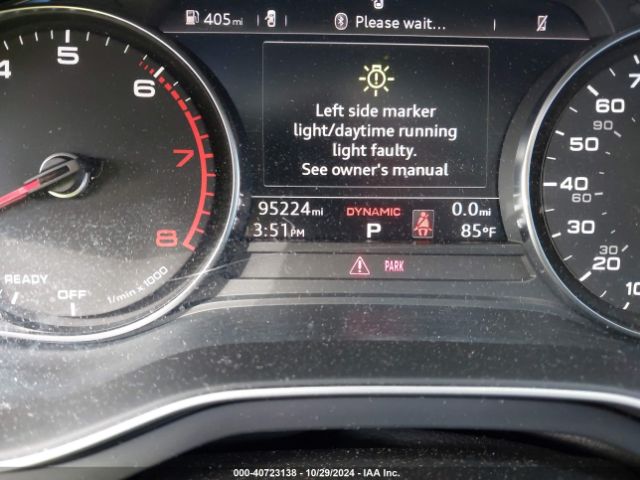 405mi
Please wait...
Left side marker
light/daytime running
light faulty.
See owner's manual
95224mi DYNAMIC 0.0mi
3:51PM P 85°F
PARK
4 5 6 7 8
READY
OFF
1/min x 1000
70
60
90
50
40
60
30
30
20
10
000-40723138 - 10/29/2024 - IAA Inc.